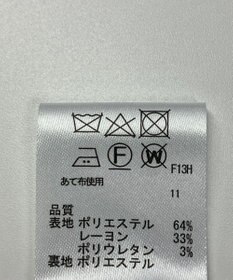 F W F13H
あて布使用
11
品質
表地 ポリエステル 64%
レーヨン 33%
ポリウレタン 3%
裏地 ポリエステル